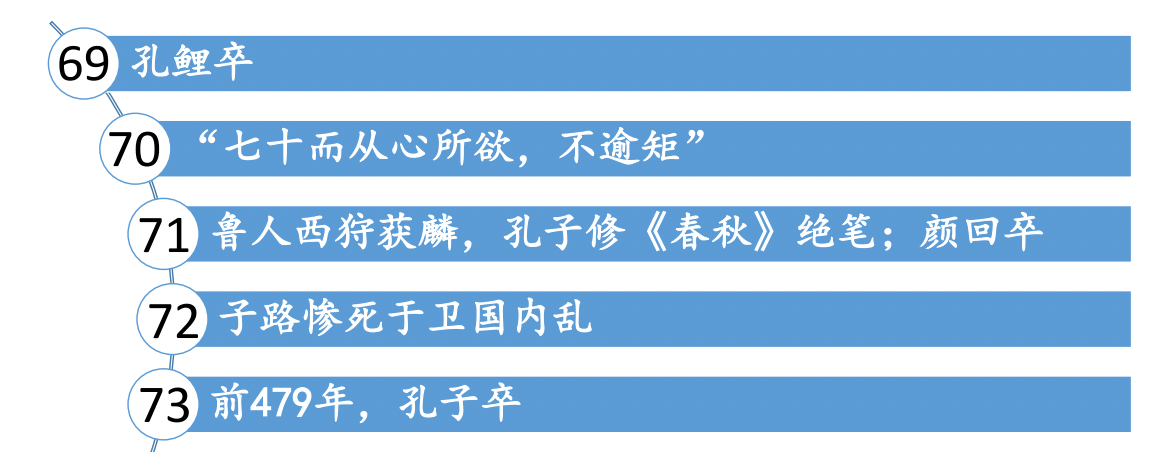 69 孔鲤卒
70 “七十而从心所欲，不逾矩”
71 鲁人西狩获麟，孔子修《春秋》绝笔；颜回卒
72 子路惨死于卫国内乱
73 前479年，孔子卒